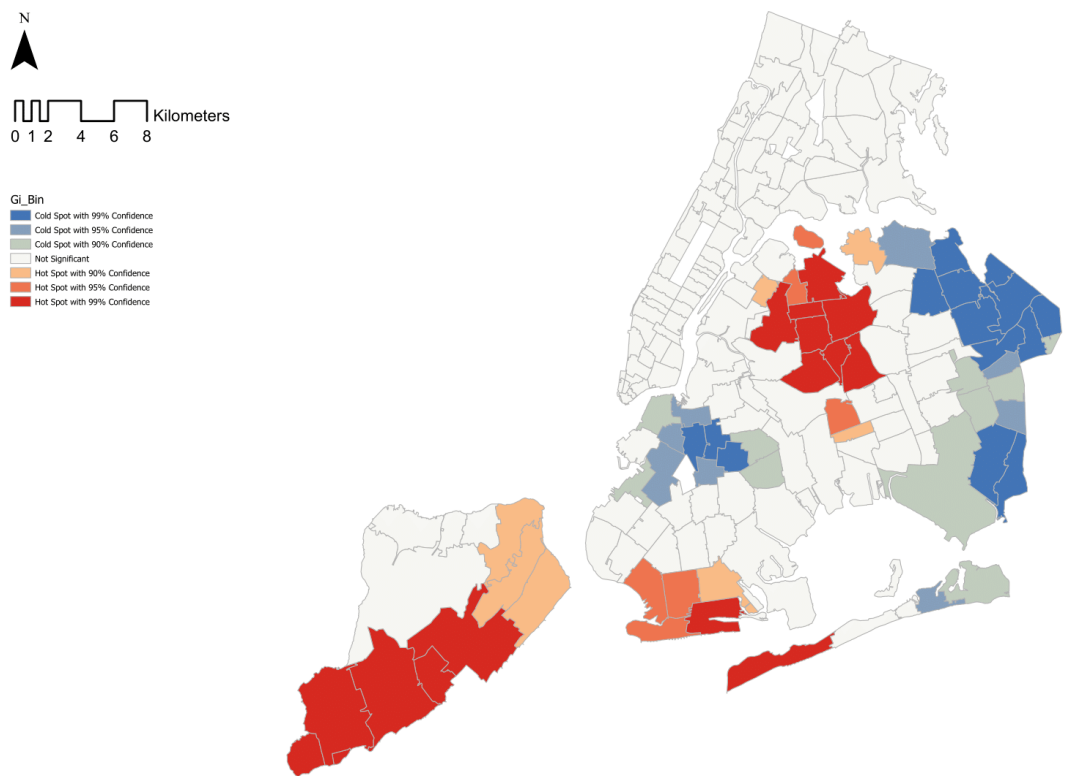 N
Kilometers
0 1 2 4 6 8
Gi_Bin
Cold Spot with 99% Confidence
Cold Spot with 95% Confidence
Cold Spot with 90% Confidence
Not Significant
Hot Spot with 90% Confidence
Hot Spot with 95% Confidence
Hot Spot with 99% Confidence